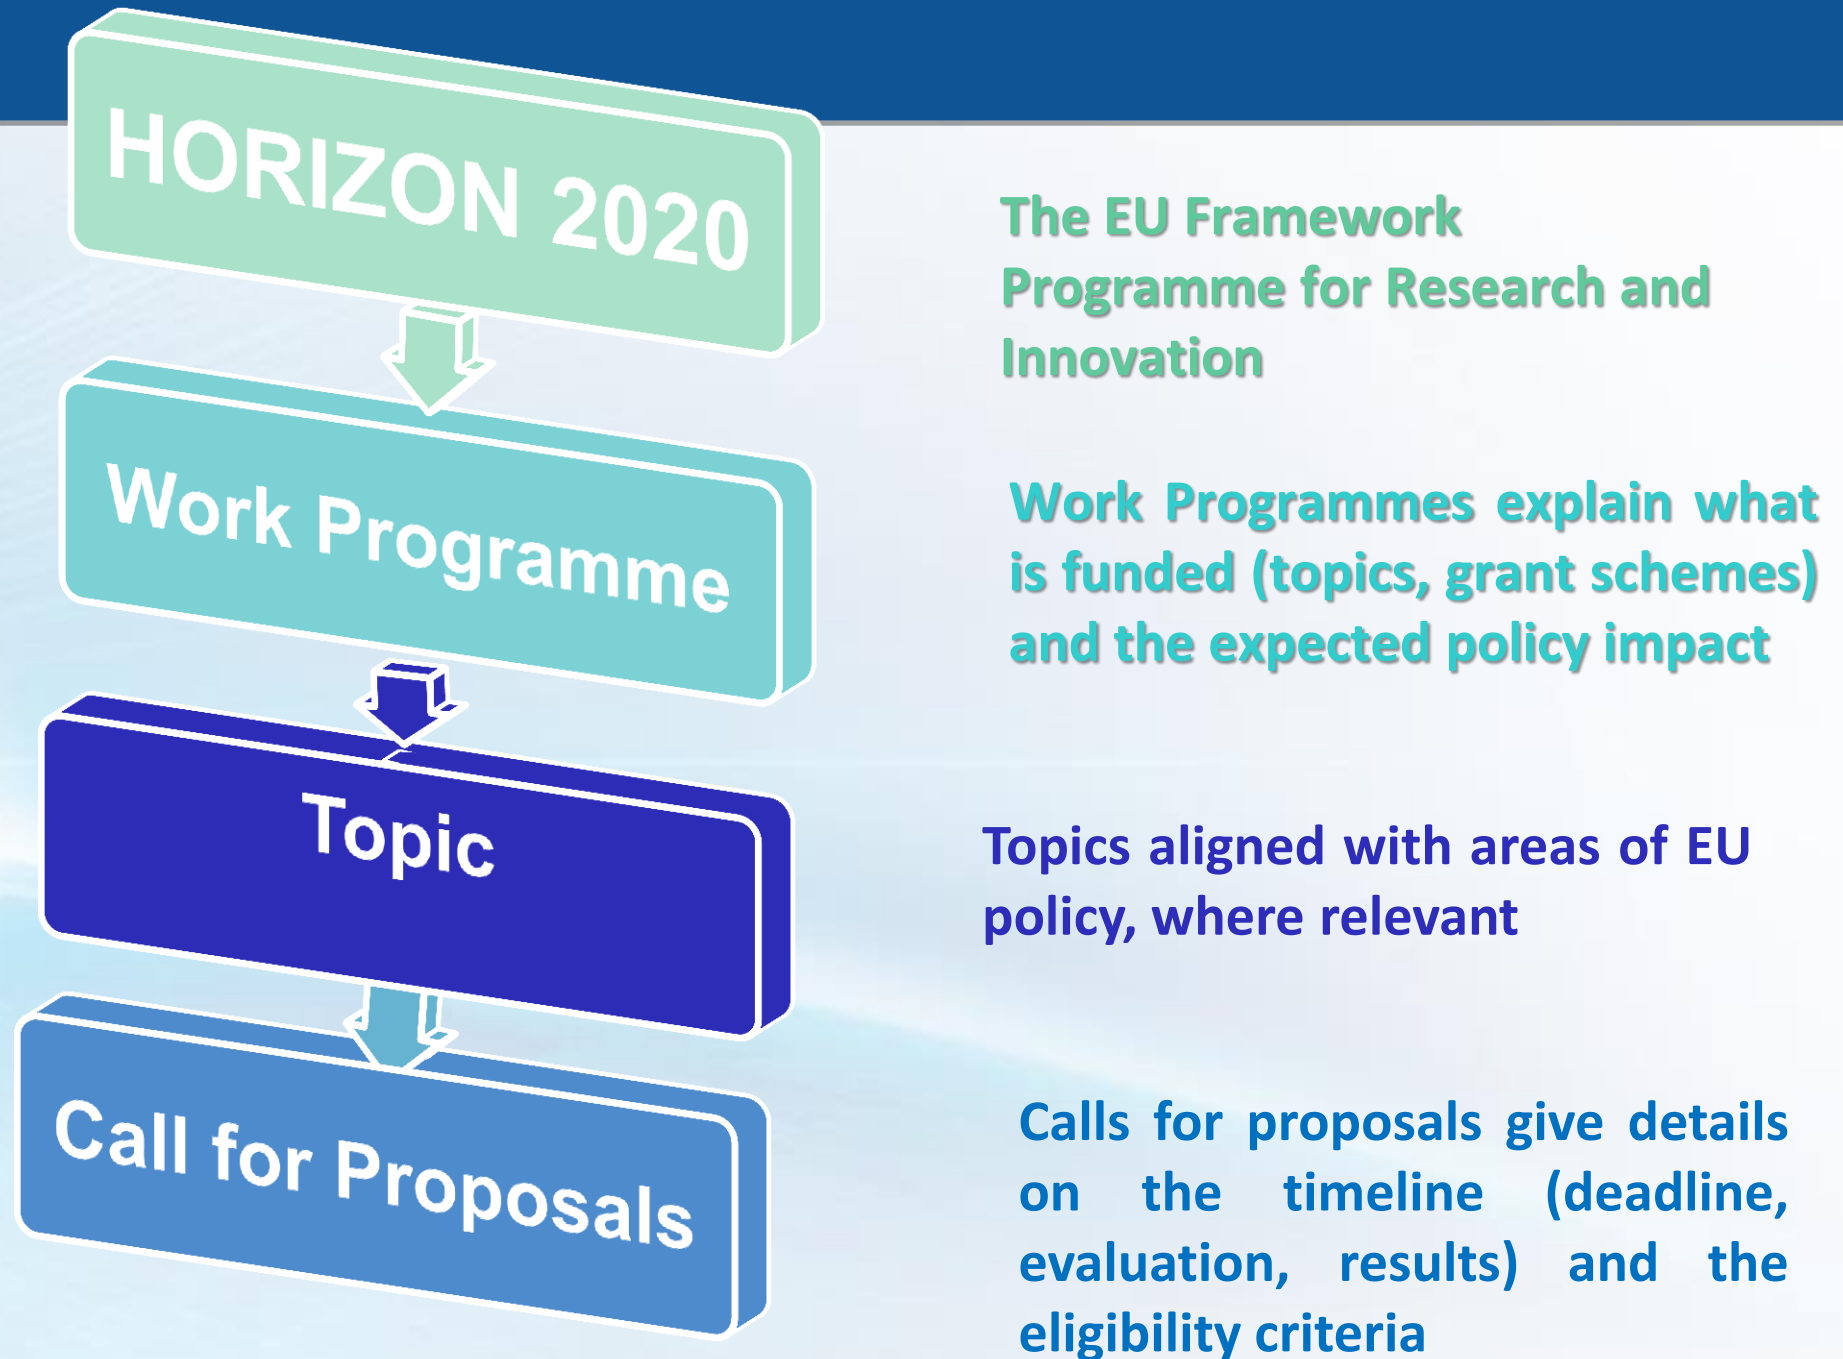 HORIZON 2020
The EU Framework
Programme for Research and
Innovation
Work Programme
Work Programmes explain what
is funded (topics, grant schemes)
and the expected policy impact
Topic
Topics aligned with areas of EU
policy, where relevant
Call for Proposals
Calls for proposals give details
on the timeline (deadline,
evaluation, results) and the
eligibility criteria